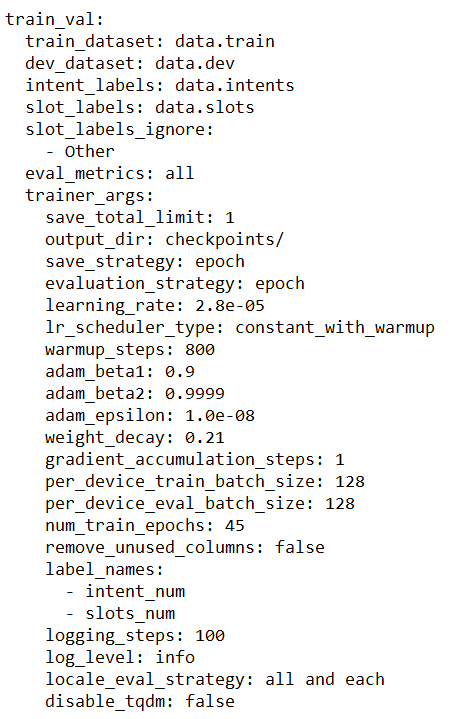 train_val:
  train_dataset: data.train
  dev_dataset: data.dev
  intent_labels: data.intents
  slot_labels: data.slots
  slot_labels_ignore:
    - Other
  eval_metrics: all
  trainer_args:
    save_total_limit: 1
    output_dir: checkpoints/
    save_strategy: epoch
    evaluation_strategy: epoch
    learning_rate: 2.8e-05
    lr_scheduler_type: constant_with_warmup
    warmup_steps: 800
    adam_beta1: 0.9
    adam_beta2: 0.9999
    adam_epsilon: 1.0e-08
    weight_decay: 0.21
    gradient_accumulation_steps: 1
    per_device_train_batch_size: 128
    per_device_eval_batch_size: 128
    num_train_epochs: 45
    remove_unused_columns: false
    label_names:
      - intent_num
      - slots_num
    logging_steps: 100
    log_level: info
    locale_eval_strategy: all and each
    disable_tqdm: false